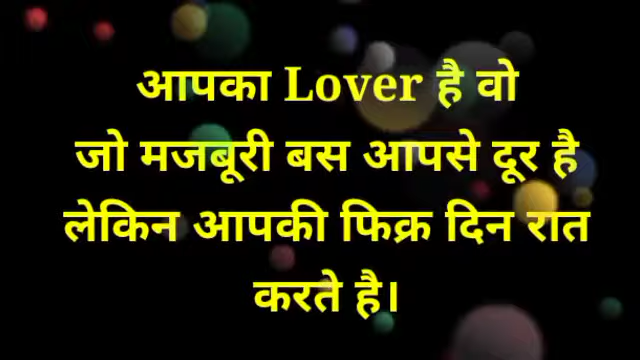 आपका Lover है वो
जो मजबूरी बस आपसे दूर है
लेकिन आपकी फिक्र दिन रात
करते है।